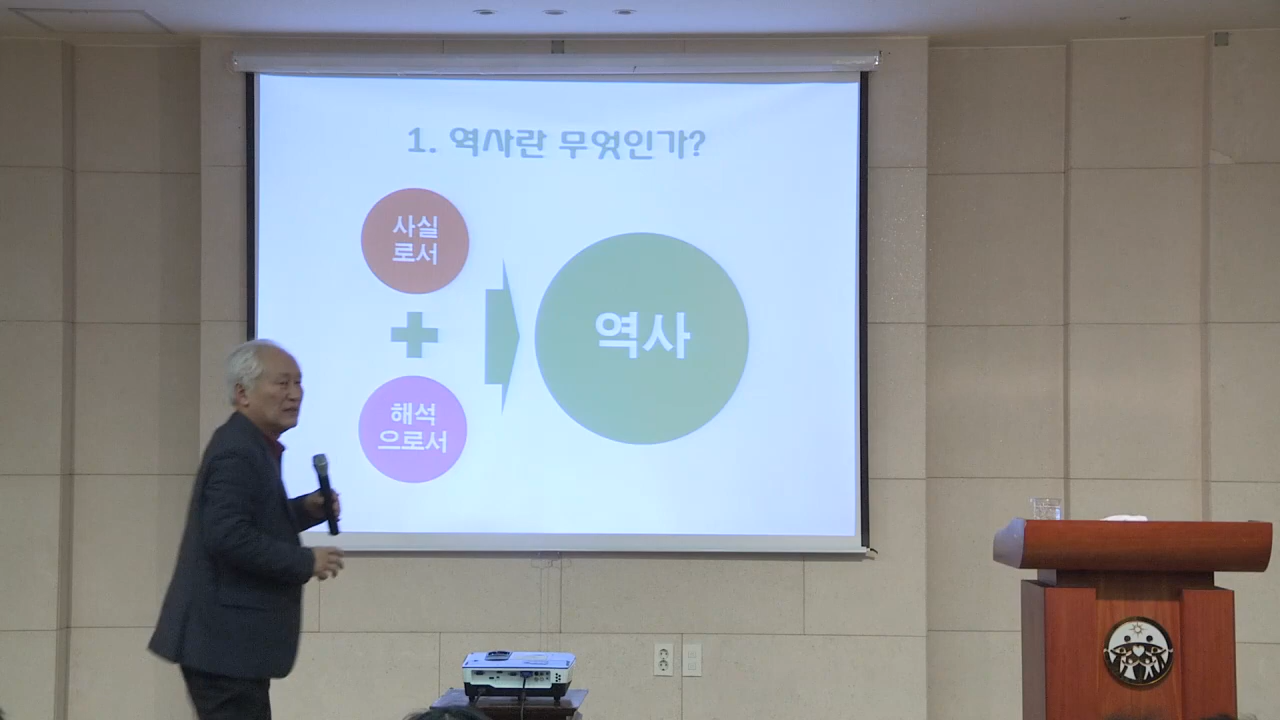 1. 역사란 무엇인가?
사실
로서
역사
해석
으로서